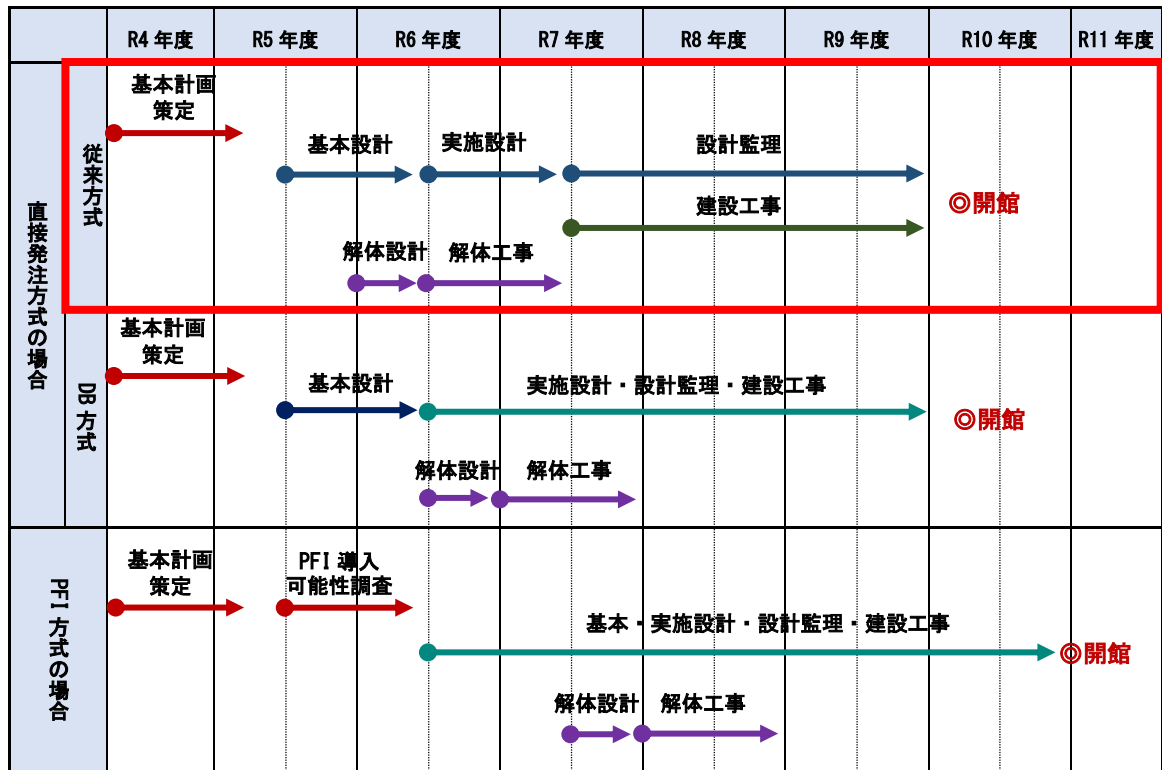 R4 年度
R5 年度
R6 年度
R7 年度
R8 年度
R9 年度
R10 年度
R11 年度
直接発注方式の場合
従来方式
基本計画
策定
基本設計
実施設計
設計監理
建設工事
◎開館
解体設計
解体工事
DB 方式
基本計画
策定
基本設計
実施設計・設計監理・建設工事
◎開館
解体設計
解体工事
PFI 方式の場合
基本計画
策定
PFI 導入
可能性調査
基本・実施設計・設計監理・建設工事
◎開館
解体設計
解体工事